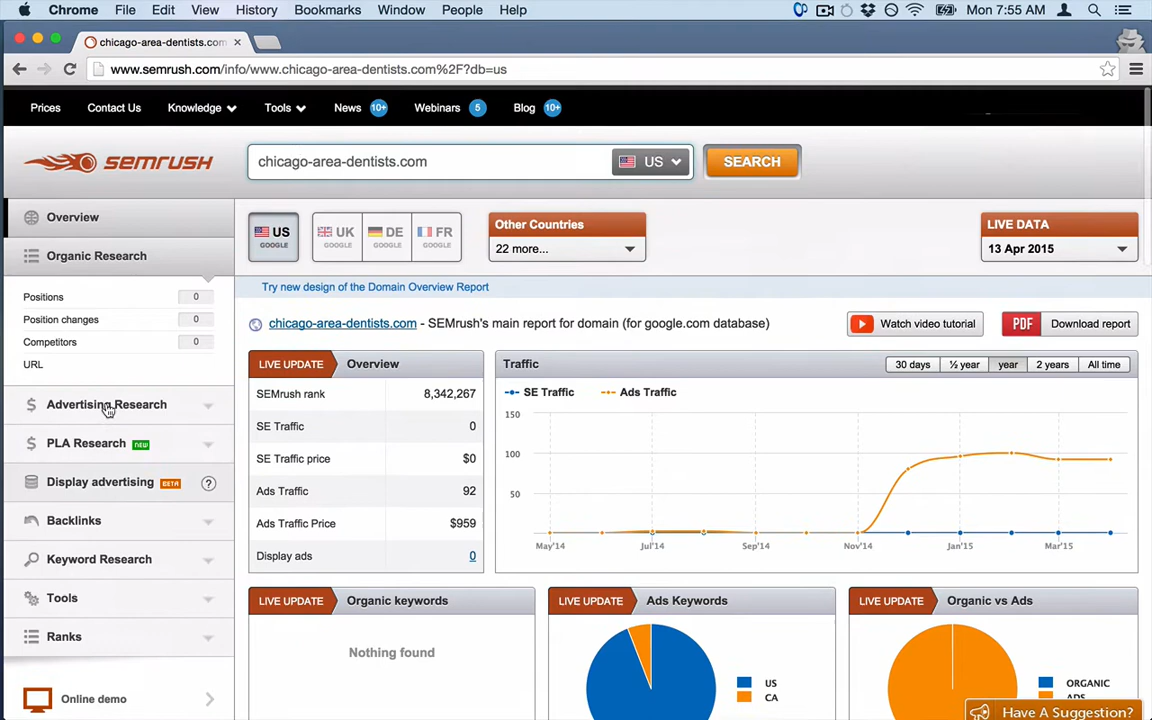 Chrome File Edit View History Bookmarks Window People Help Mon 7:55 AM
chicago-area-dentists.com
www.semrush.com/info/www.chicago-area-dentists.com%2F?db=us
Prices Contact Us Knowledge Tools News 10+ Webinars 5 Blog 10+
SEMRUSH chicago-area-dentists.com US SEARCH
Overview
Organic Research
Positions 0
Position changes 0
Competitors 0
URL
Advertising Research
PLA Research NEW
Display advertising BETA ?
Backlinks
Keyword Research
Tools
Ranks
Online demo
US GOOGLE UK GOOGLE DE GOOGLE FR GOOGLE
Other Countries
22 more...
LIVE DATA
13 Apr 2015
Try new design of the Domain Overview Report
chicago-area-dentists.com - SEMrush's main report for domain (for google.com database)
Watch video tutorial
PDF Download report
LIVE UPDATE Overview
SEMrush rank 8,342,267
SE Traffic 0
SE Traffic price $0
Ads Traffic 92
Ads Traffic Price $959
Display ads 0
Traffic 30 days ½ year year 2 years All time
SE Traffic Ads Traffic
150
100
50
May'14 Jul'14 Sep'14 Nov'14 Jan'15 Mar'15
LIVE UPDATE Organic keywords
Nothing found
LIVE UPDATE Ads Keywords
US
CA
LIVE UPDATE Organic vs Ads
ORGANIC
ADS
Have A Suggestion?